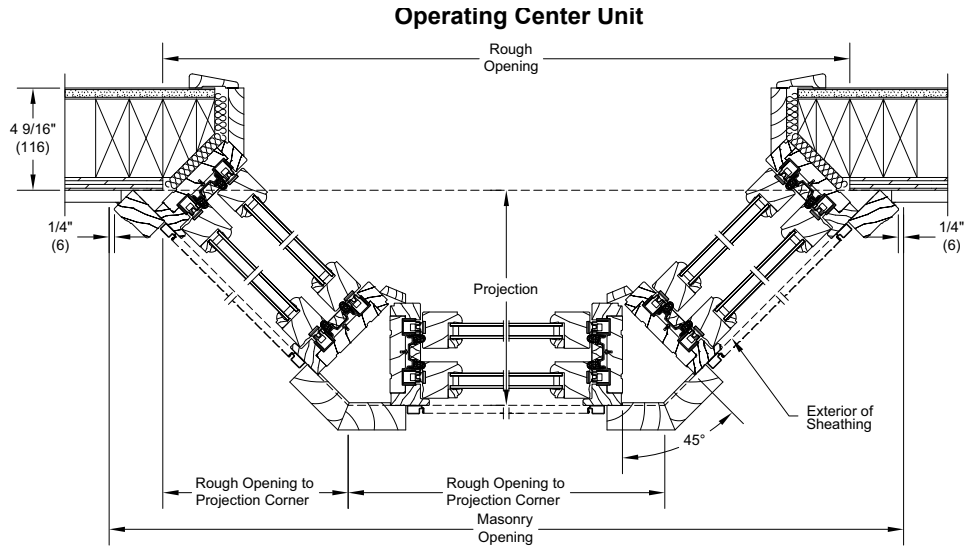 Operating Center Unit
Rough
Opening
4 9/16"
(116)
1/4"
(6)
1/4"
(6)
Projection
Exterior of
Sheathing
45°
Rough Opening to
Projection Corner
Rough Opening to
Projection Corner
Masonry
Opening